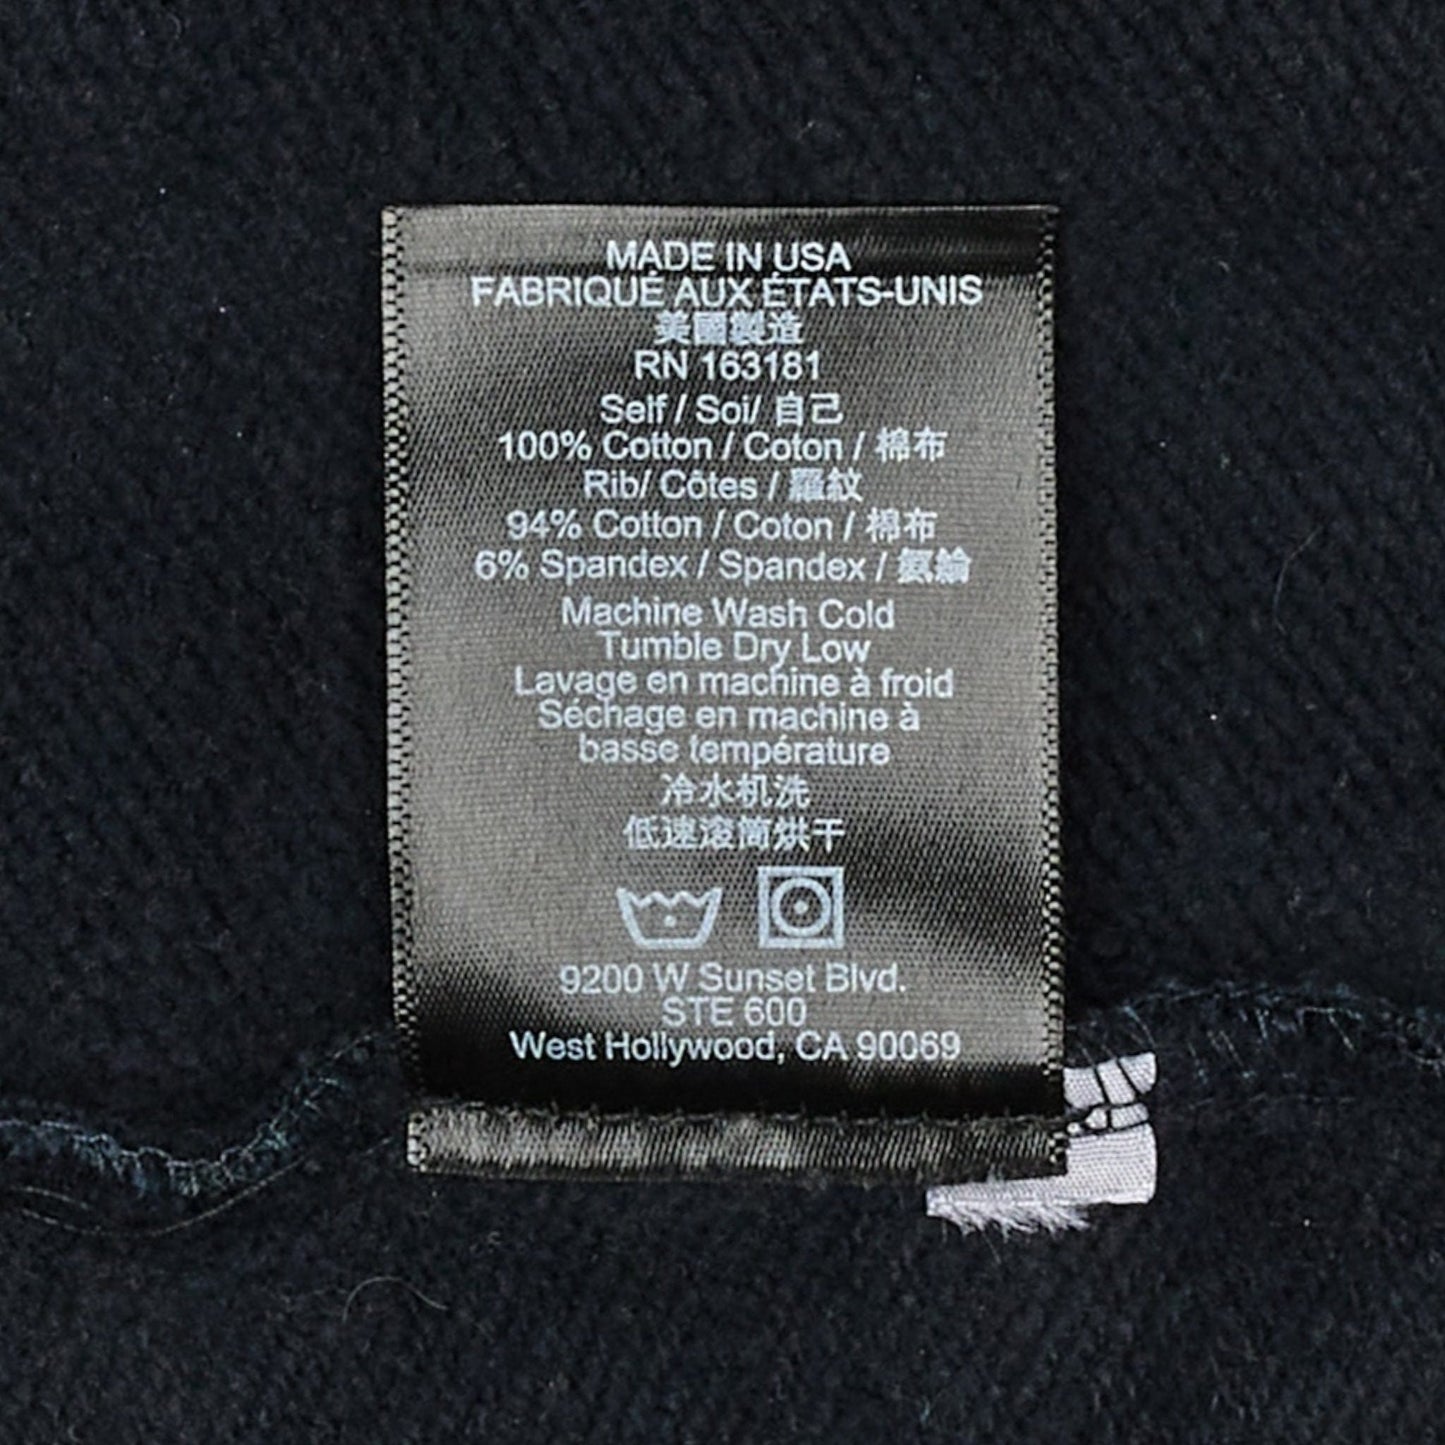 MADE IN USA
FABRIQUÉ AUX ÉTATS-UNIS
美國製造
RN 163181
Self / Soi/ 自己
100% Cotton / Coton / 棉布
Rib/ Côtes / 羅紋
94% Cotton / Coton / 棉布
6% Spandex / Spandex / 氨綸
Machine Wash Cold
Tumble Dry Low
Lavage en machine à froid
Séchage en machine à
basse température
冷水机洗
低速滚筒烘干
9200 W Sunset Blvd.
STE 600
West Hollywood, CA 90069